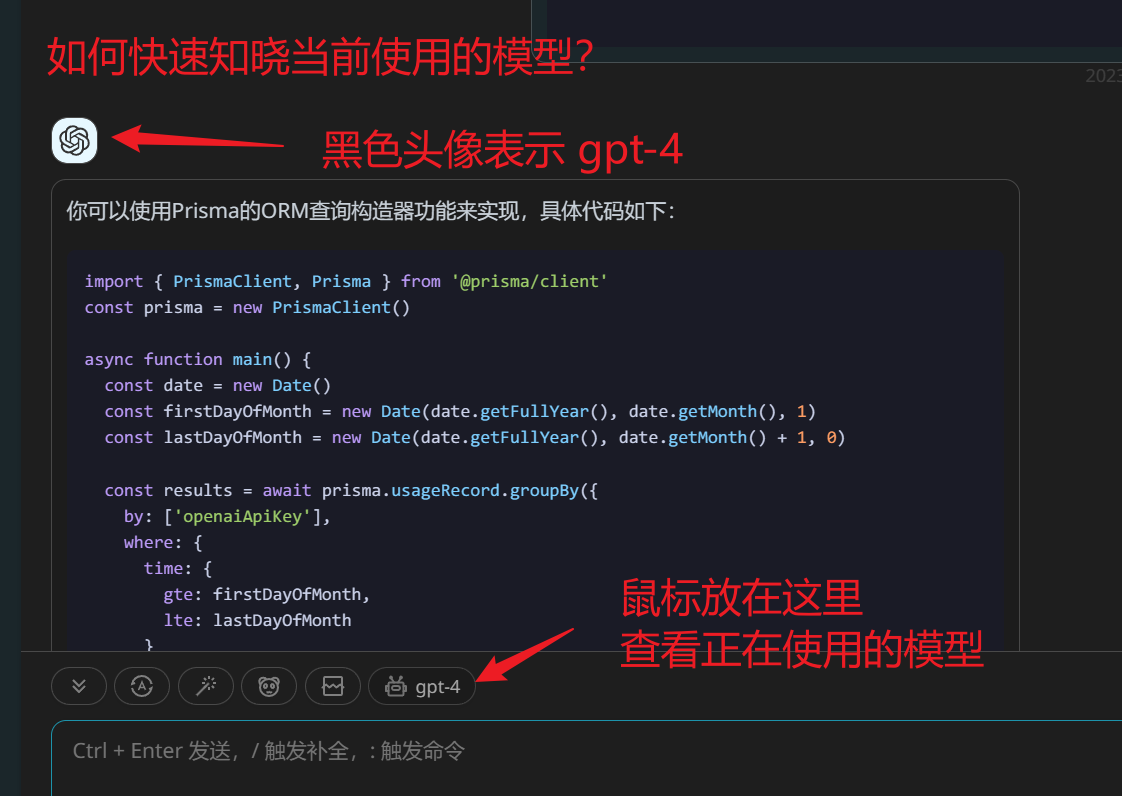 如何快速知晓当前使用的模型?
2023
黑色头像表示 gpt-4
你可以使用Prisma的ORM查询构造器功能来实现，具体代码如下：
import { PrismaClient, Prisma } from '@prisma/client'
const prisma = new PrismaClient()
async function main() {
const date = new Date()
const firstDayOfMonth = new Date(date.getFullYear(), date.getMonth(), 1)
const lastDayOfMonth = new Date(date.getFullYear(), date.getMonth() + 1, 0)
const results = await prisma.usageRecord.groupBy({
by: ['openaiApiKey'],
where: {
time: {
gte: firstDayOfMonth,
lte: lastDayOfMonth
}
鼠标放在这里
查看正在使用的模型
gpt-4
Ctrl + Enter 发送，/ 触发补全，: 触发命令